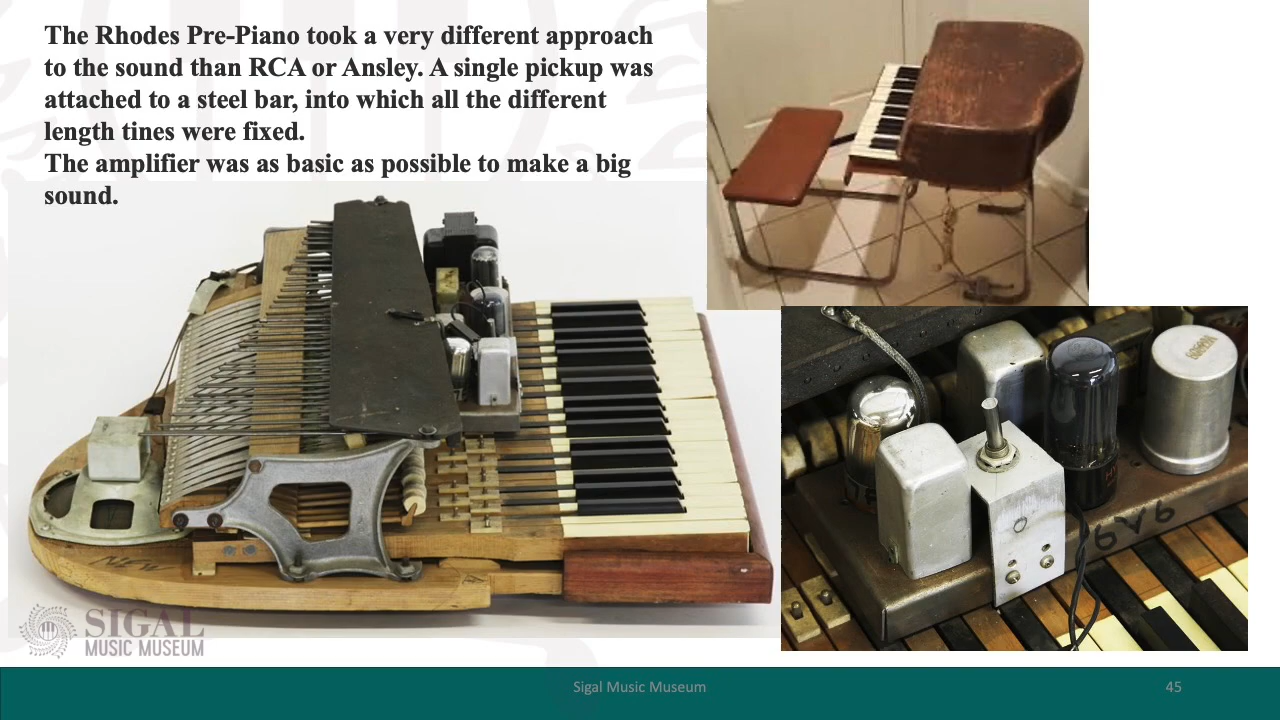 The Rhodes Pre-Piano took a very different approach
to the sound than RCA or Ansley. A single pickup was
attached to a steel bar, into which all the different
length tines were fixed.
The amplifier was as basic as possible to make a big
sound.
NEW
6V6
SIGAL
MUSIC MUSEUM
Sigal Music Museum
45